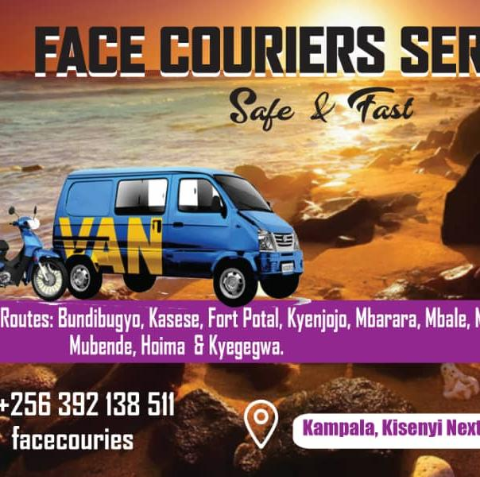 FACE COURIERS SER
Safe & Fast
VAN
Routes: Bundibugyo, Kasese, Fort Potal, Kyenjojo, Mbarara, Mbale,
Mubende, Hoima & Kyegegwa.
+256 392 138 511
facecouries
Kampala, Kisenyi Next